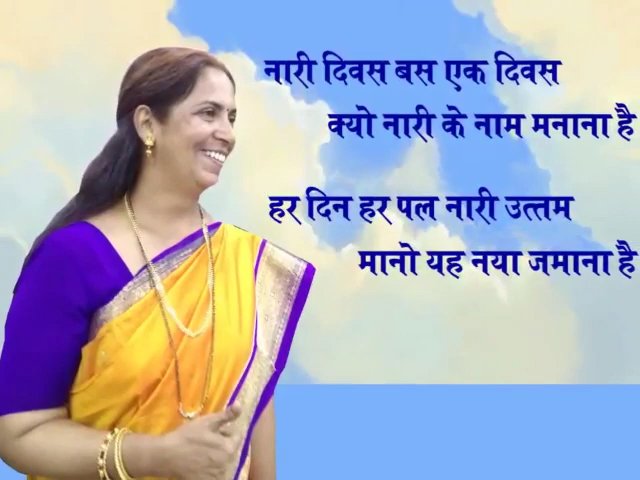 नारी दिवस बस एक दिवस
क्यो नारी के नाम मनाना है
हर दिन हर पल नारी उत्तम
मानो यह नया जमाना है